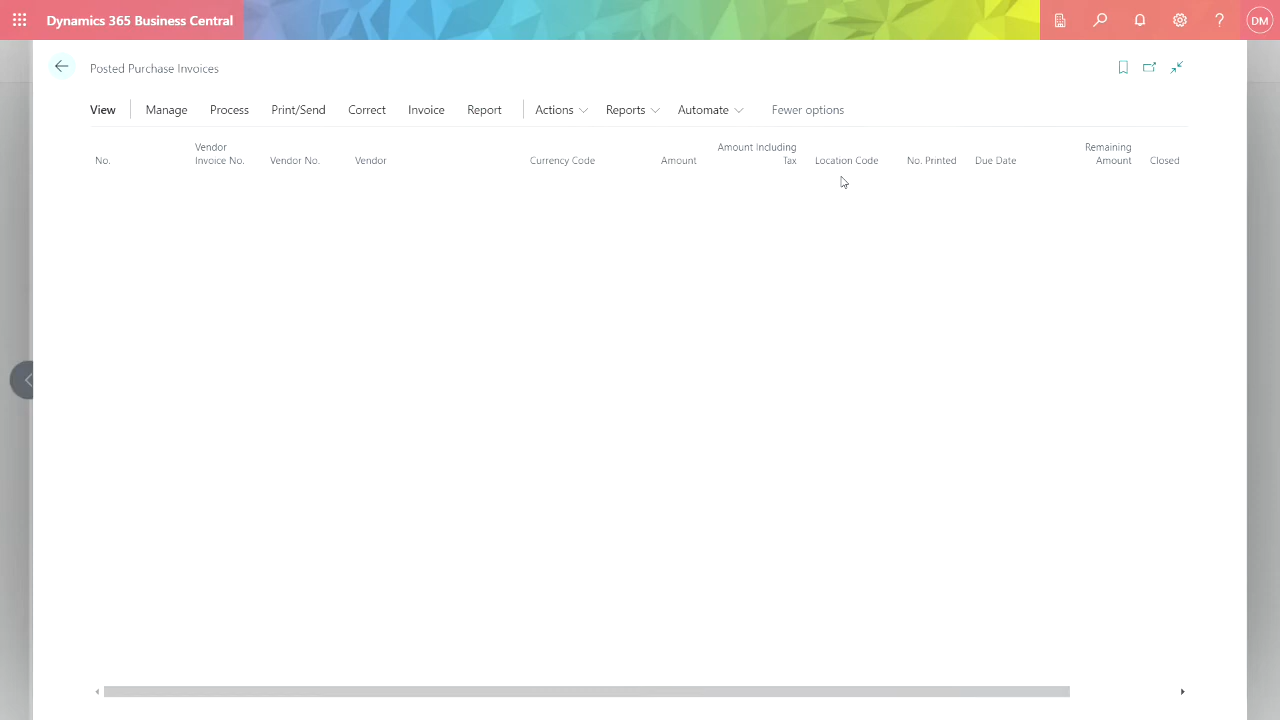 Dynamics 365 Business Central
DM
Posted Purchase Invoices
View Manage Process Print/Send Correct Invoice Report Actions Reports Automate Fewer options
No. Vendor Invoice No. Vendor No. Vendor Currency Code Amount Amount Including Tax Location Code No. Printed Due Date Remaining Amount Closed